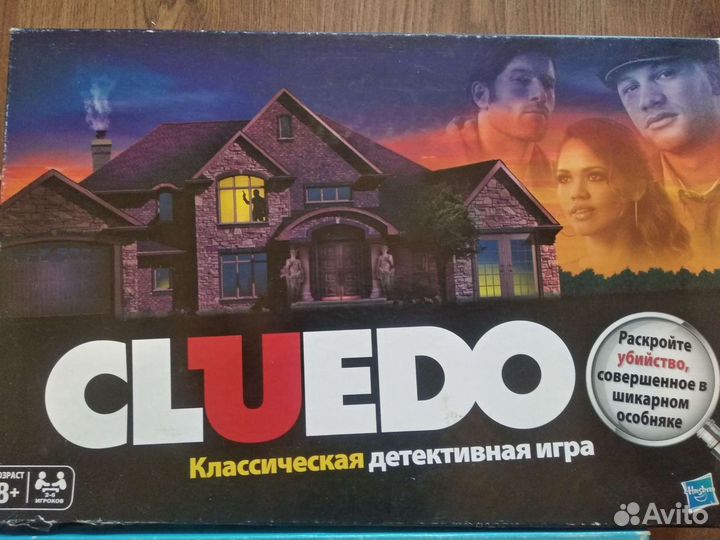 CLUEDO
Классическая детективная игра
Раскройте
убийство,
совершенное в
шикарном
особняке
ВОЗРАСТ
8+
2-6
ИГРОКОВ
Hasbro
Avito